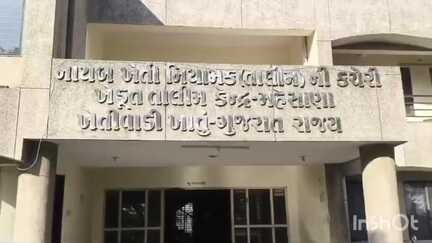 નાયબ ખેતી નિયામક(તાલીમ) ની કચેરી
ખેડૂત તાલીમ કેન્દ્ર-મહેસાણા
ખેતીવાડી ખાતું-ગુજરાત રાજ્ય
InShOt